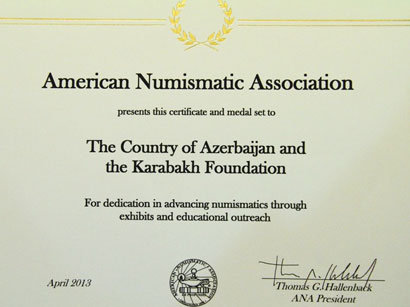 American Numismatic Association
presents this certificate and medal set to
The Country of Azerbaijan and
the Karabakh Foundation
For dedication in advancing numismatics through
exhibits and educational outreach
April 2013
Thomas G. Hallenback
ANA President